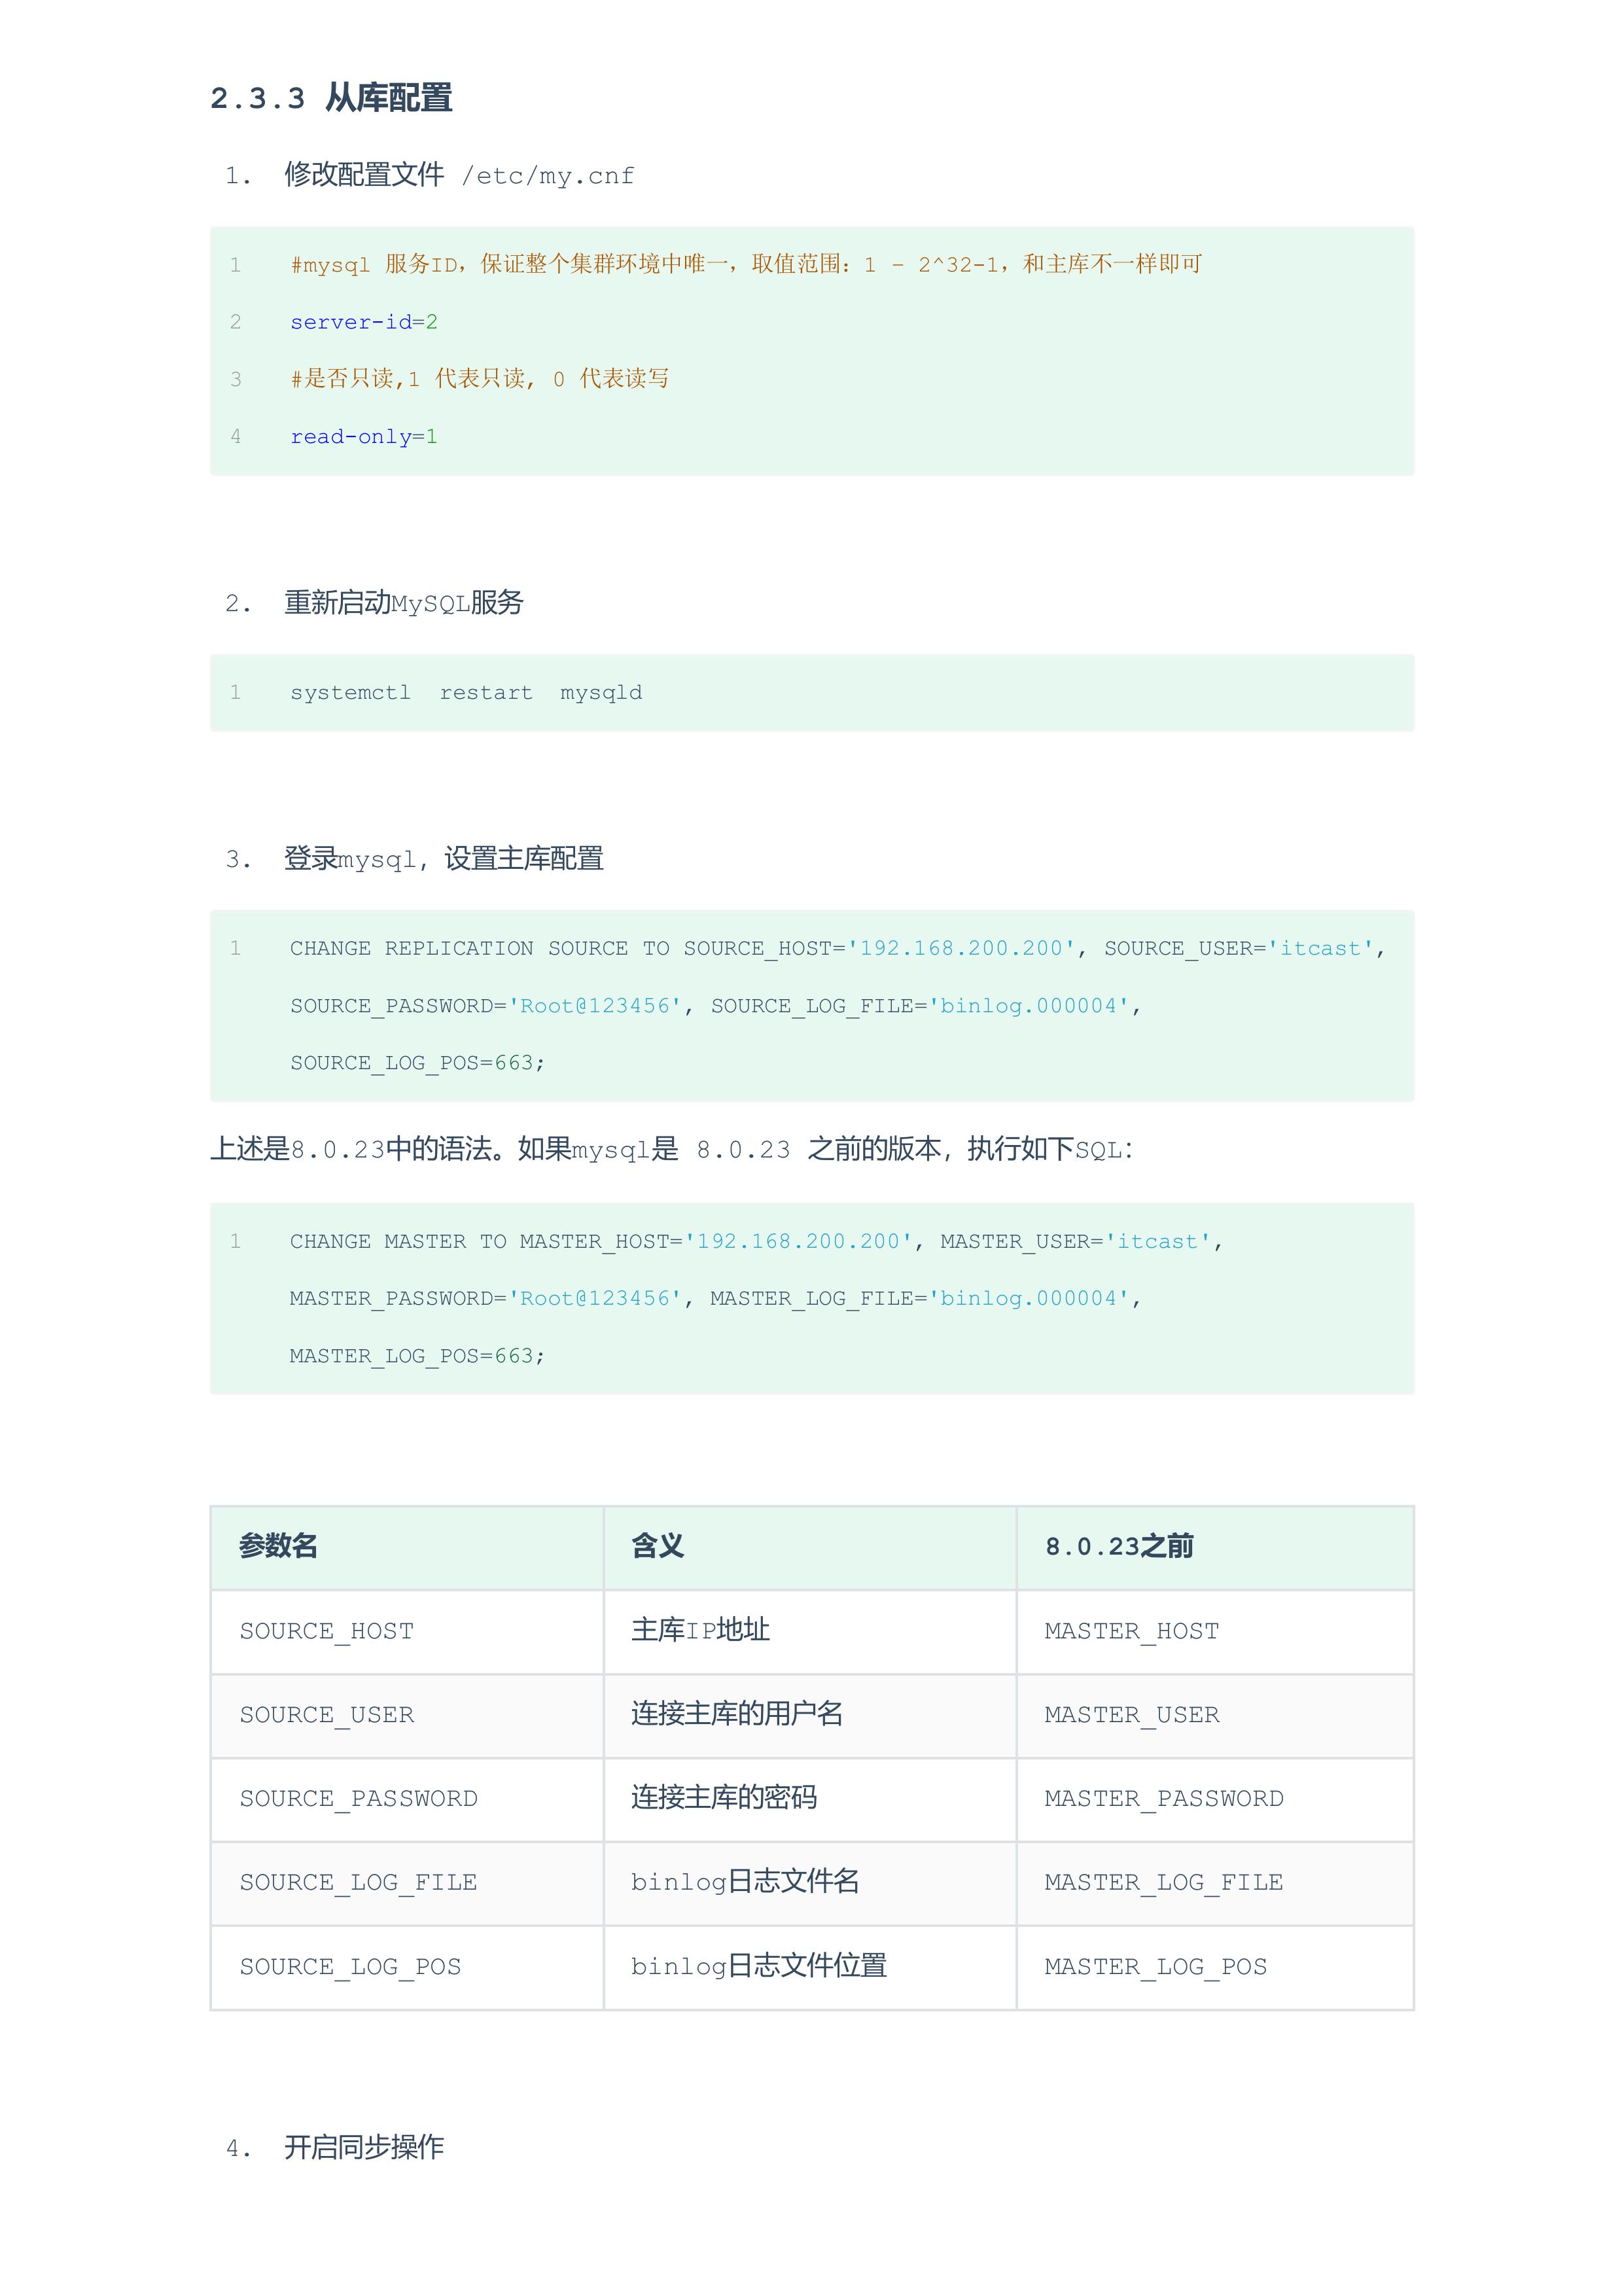 2.3.3 从库配置
1. 修改配置文件 /etc/my.cnf
1 #mysql 服务ID，保证整个集群环境中唯一，取值范围：1 – 2^32-1，和主库不一样即可
2 server-id=2
3 #是否只读,1 代表只读, 0 代表读写
4 read-only=1
2. 重新启动MySQL服务
1 systemctl  restart  mysqld
3. 登录mysql，设置主库配置
1 CHANGE REPLICATION SOURCE TO SOURCE_HOST='192.168.200.200', SOURCE_USER='itcast',
SOURCE_PASSWORD='Root@123456', SOURCE_LOG_FILE='binlog.000004',
SOURCE_LOG_POS=663;
上述是8.0.23中的语法。如果mysql是 8.0.23 之前的版本，执行如下SQL：
1 CHANGE MASTER TO MASTER_HOST='192.168.200.200', MASTER_USER='itcast',
MASTER_PASSWORD='Root@123456', MASTER_LOG_FILE='binlog.000004',
MASTER_LOG_POS=663;
参数名 含义 8.0.23之前
SOURCE_HOST 主库IP地址 MASTER_HOST
SOURCE_USER 连接主库的用户名 MASTER_USER
SOURCE_PASSWORD 连接主库的密码 MASTER_PASSWORD
SOURCE_LOG_FILE binlog日志文件名 MASTER_LOG_FILE
SOURCE_LOG_POS binlog日志文件位置 MASTER_LOG_POS
4. 开启同步操作